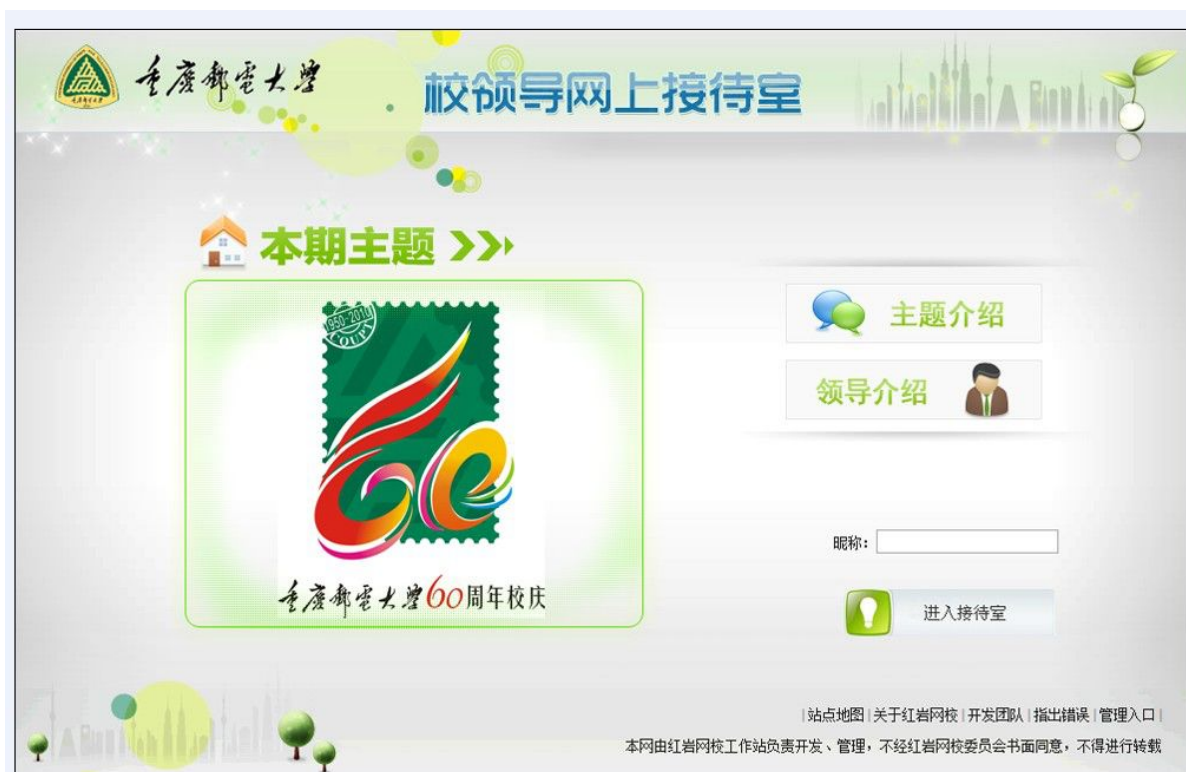 重庆邮电大学
校领导网上接待室
本期主题
1950-2010
CQUPT
主题介绍
领导介绍
重庆邮电大学60周年校庆
昵称：
进入接待室
|站点地图|关于红岩网校|开发团队|指出错误|管理入口|
本网由红岩网校工作站负责开发、管理，不经红岩网校委员会书面同意，不得进行转载